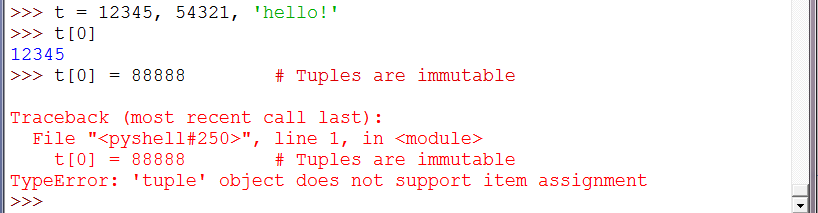 >>> t = 12345, 54321, 'hello!'
>>> t[0]
12345
>>> t[0] = 88888        # Tuples are immutable

Traceback (most recent call last):
  File "<pyshell#250>", line 1, in <module>
    t[0] = 88888        # Tuples are immutable
TypeError: 'tuple' object does not support item assignment
>>>